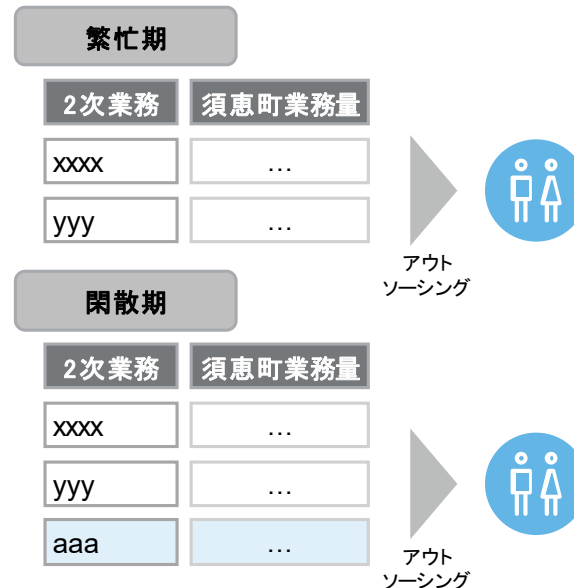 繁忙期
2次業務 須恵町業務量
xxxx …
yyy …
アウト
ソーシング
閑散期
2次業務 須恵町業務量
xxxx …
yyy …
aaa …
アウト
ソーシング